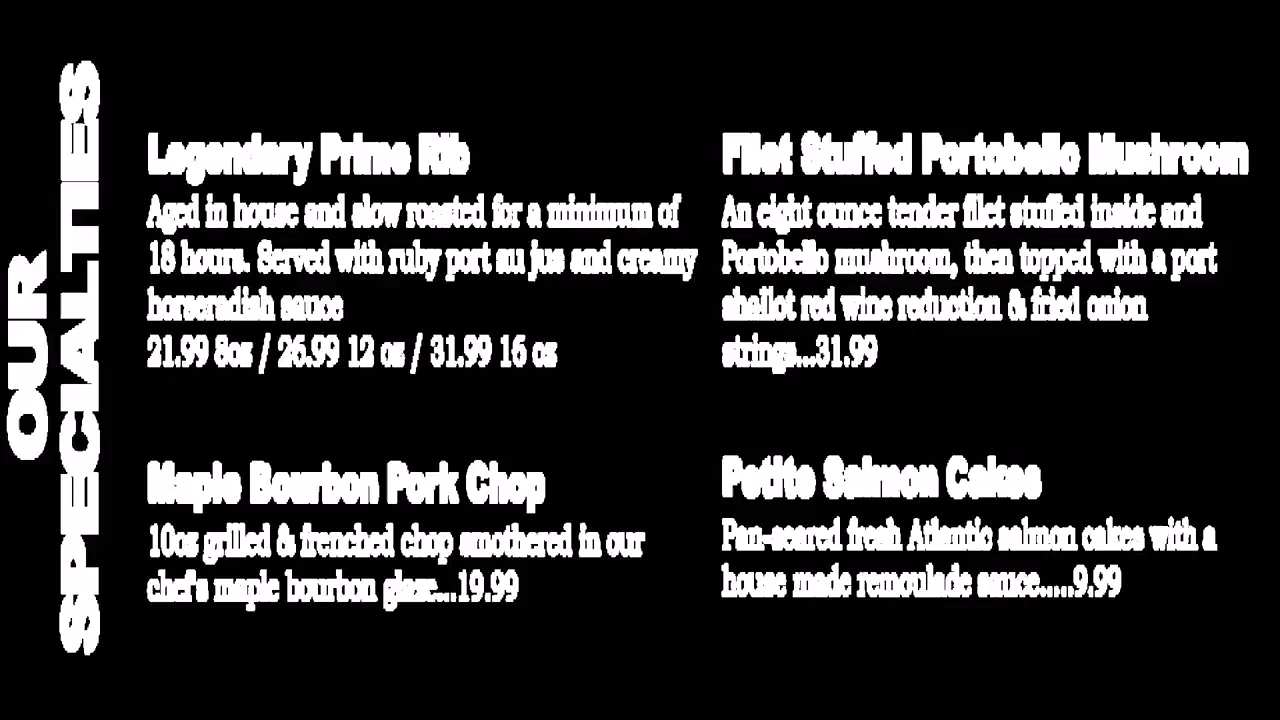 OUR
SPECIALTIES
Legendary Prime Rib
Aged in house and slow roasted for a minimum of
18 hours. Served with ruby port au jus and creamy
horseradish sauce
21.99 8oz / 26.99 12 oz / 31.99 16 oz
Maple Bourbon Pork Chop
10oz grilled & frenched chop smothered in our
chef's maple bourbon glaze...19.99
Filet Stuffed Portobello Mushroom
An eight ounce tender filet stuffed inside and
Portobello mushroom, then topped with a port
shallot red wine reduction & fried onion
strings...31.99
Petite Salmon Cakes
Pan-seared fresh Atlantic salmon cakes with a
house made remoulade sauce.....9.99